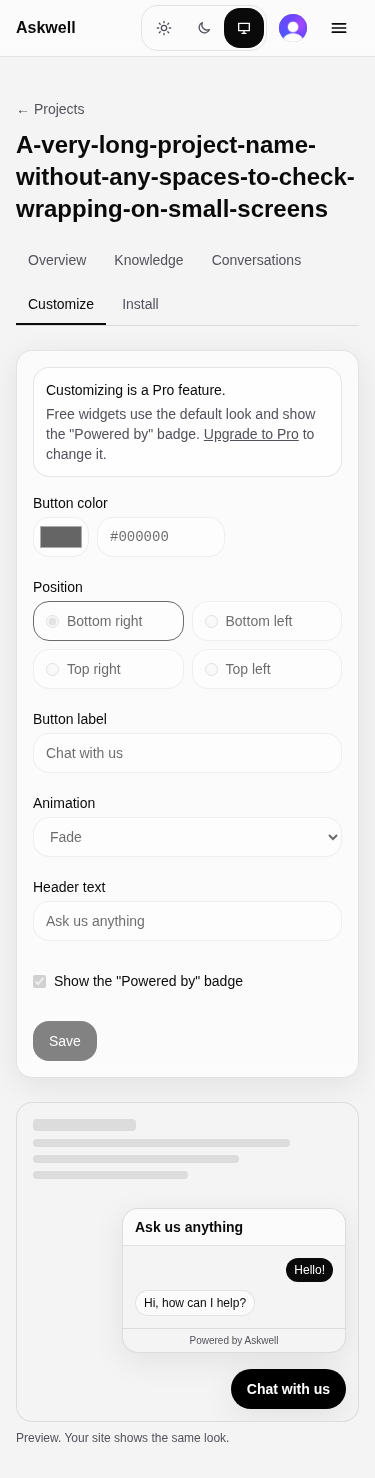 Askwell
← Projects
A-very-long-project-name-
without-any-spaces-to-check-
wrapping-on-small-screens
Overview Knowledge Conversations
Customize Install
Customizing is a Pro feature.
Free widgets use the default look and show
the "Powered by" badge. Upgrade to Pro to
change it.
Button color
#000000
Position
Bottom right Bottom left
Top right Top left
Button label
Chat with us
Animation
Fade
Header text
Ask us anything
Show the "Powered by" badge
Save
Ask us anything
Hello!
Hi, how can I help?
Powered by Askwell
Chat with us
Preview. Your site shows the same look.